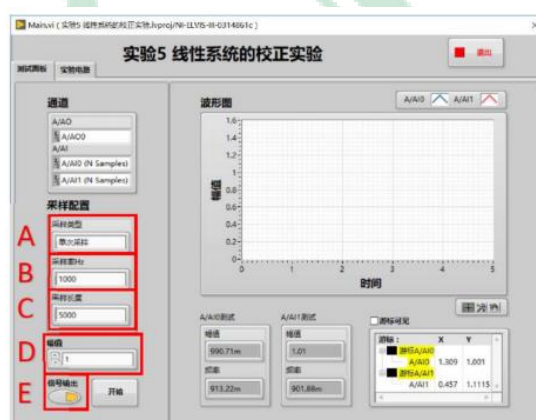 Main.vi ( 实验5 线性系统的校正实验.lvproj/NI-ELVIS-III-0314861c )
实验5 线性系统的校正实验
退出
测试面板
实验电路
通道
A/AO
A/AO0
A/AI
A/AI0 (N Samples)
A/AI1 (N Samples)
采样配置
A
采样类型
单次采样
B
采样率Hz
1000
C
采样长度
5000
D
幅值
1
E
信号输出
开始
波形图
A/AI0
A/AI1
幅值
1.6
1.4
1.2
1
0.8
0.6
0.4
0.2
0
0 1 2 3 4 5
时间
A/AI0测试
幅值
990.71m
频率
913.22m
A/AI1测试
幅值
1.01
频率
901.88m
游标可见
游标: X Y
游标A/AI0
A/AI0 1.309 1.001
游标A/AI1
A/AI1 0.457 1.1115